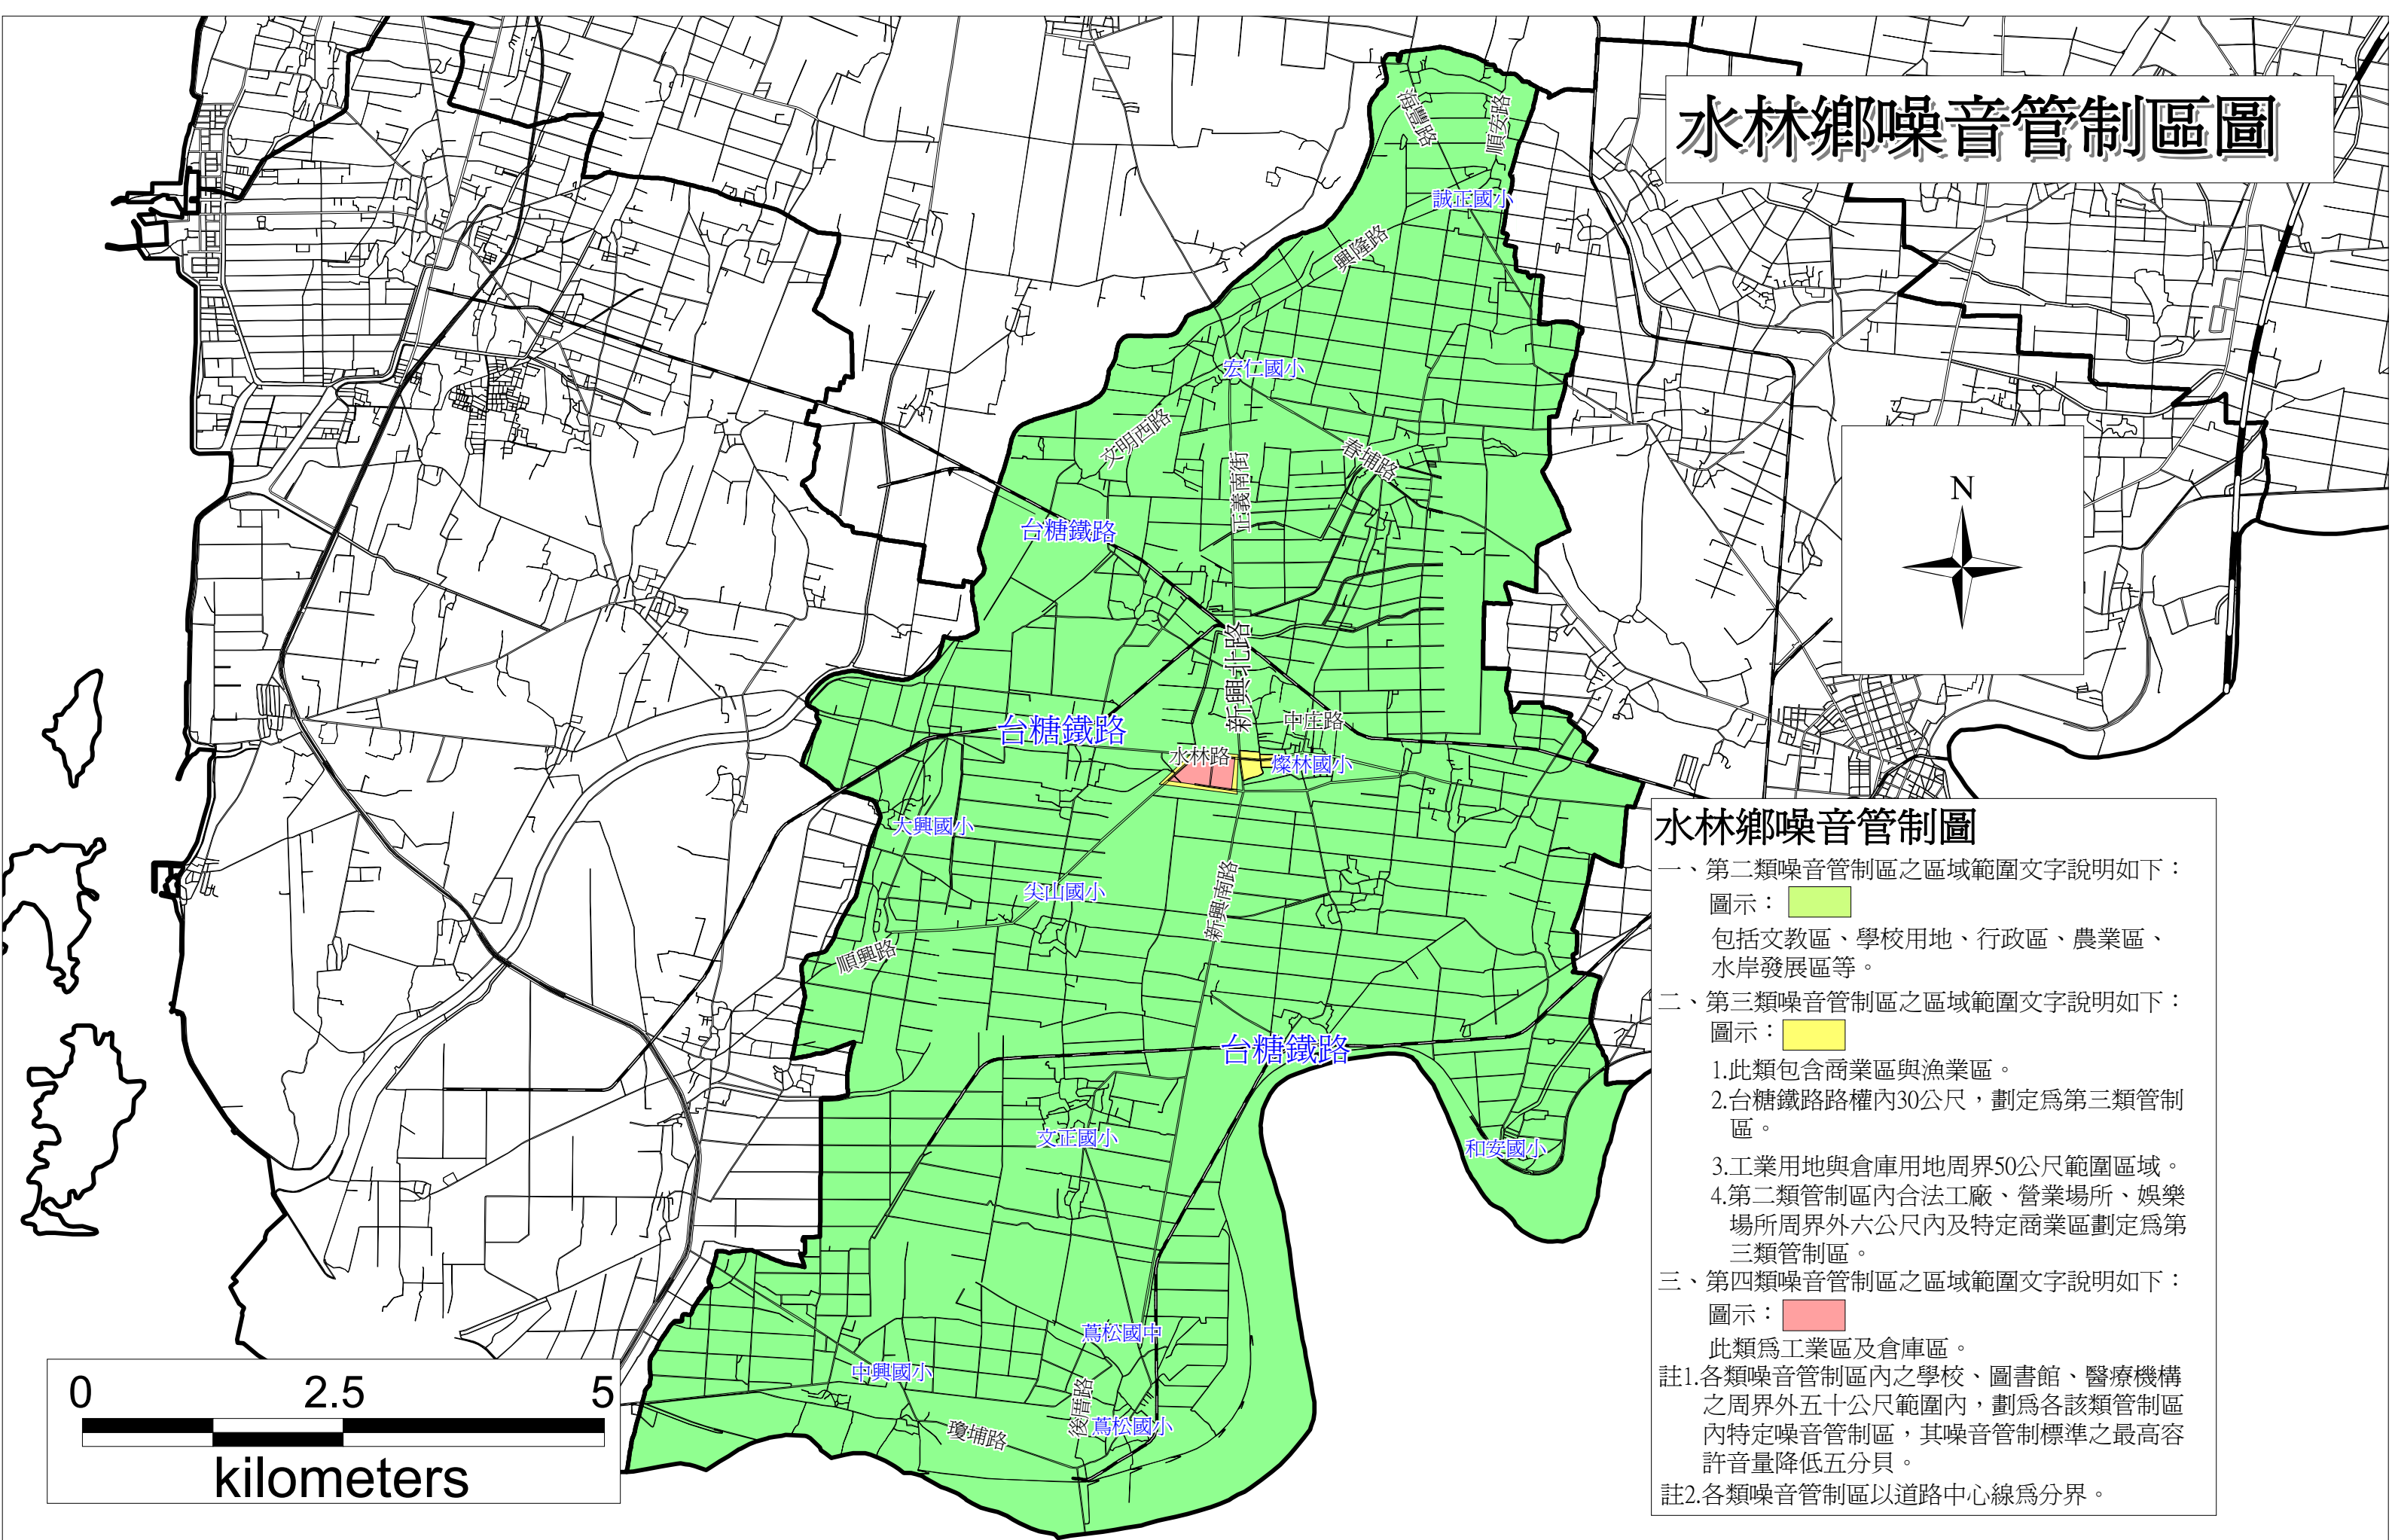 水林鄉噪音管制區圖
順安路
誠正國小
興隆路
宏仁國小
文明西路
春埔路
正義南街
N
台糖鐵路
新興北路
中庄路
台糖鐵路
水林路
燦林國小
大興國小
尖山國小
新興南路
順興路
台糖鐵路
文正國小
和安國小
蔦松國中
中興國小
後厝路
蔦松國小
瓊埔路
0 2.5 5
kilometers
水林鄉噪音管制圖
一、第二類噪音管制區之區域範圍文字說明如下：
圖示：
包括文教區、學校用地、行政區、農業區、
水岸發展區等。
二、第三類噪音管制區之區域範圍文字說明如下：
圖示：
1.此類包含商業區與漁業區。
2.台糖鐵路路權內30公尺，劃定為第三類管制
區。
3.工業用地與倉庫用地周界50公尺範圍區域。
4.第二類管制區內合法工廠、營業場所、娛樂
場所周界外六公尺內及特定商業區劃定為第
三類管制區。
三、第四類噪音管制區之區域範圍文字說明如下：
圖示：
此類為工業區及倉庫區。
註1.各類噪音管制區內之學校、圖書館、醫療機構
之周界外五十公尺範圍內，劃為各該類管制區
內特定噪音管制區，其噪音管制標準之最高容
許音量降低五分貝。
註2.各類噪音管制區以道路中心線為分界。